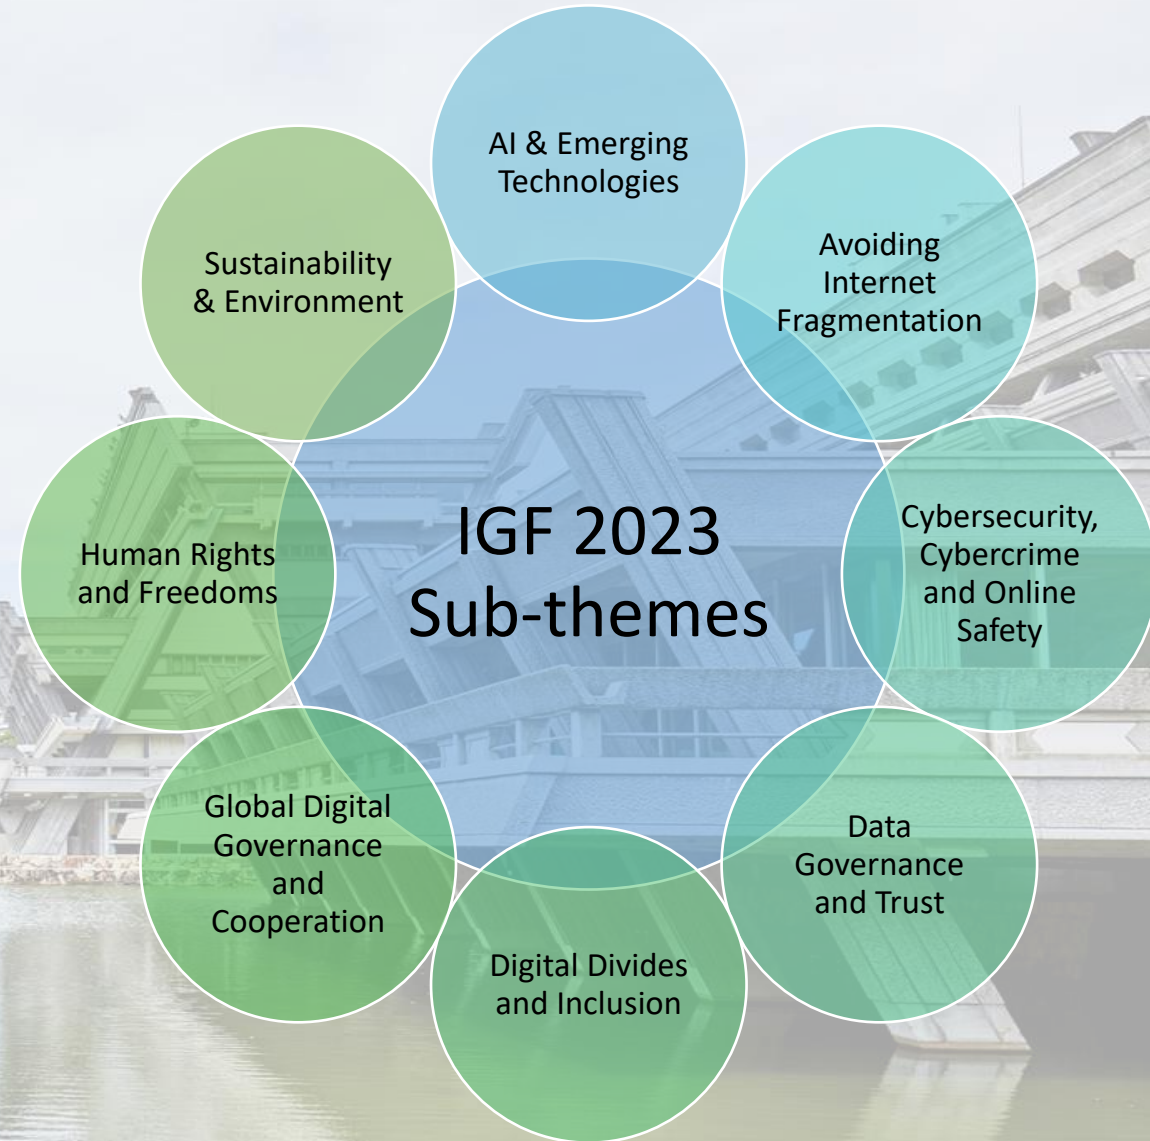 AI & Emerging
Technologies
Avoiding
Internet
Fragmentation
Cybersecurity,
Cybercrime
and Online
Safety
Data
Governance
and Trust
Digital Divides
and Inclusion
Global Digital
Governance
and
Cooperation
Human Rights
and Freedoms
Sustainability
& Environment
IGF 2023
Sub-themes